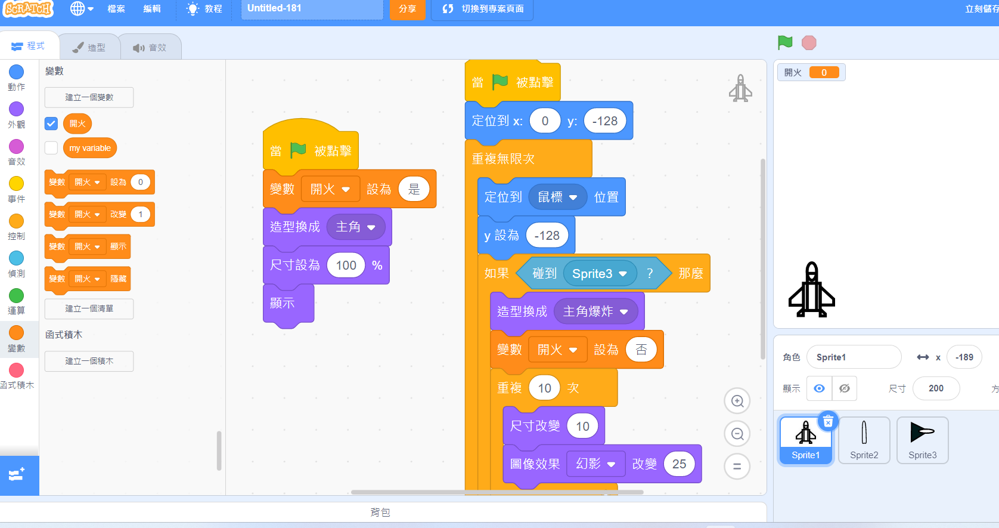 SCRATCH
檔案
編輯
教程
Untitled-181
分享
切換到專案頁面
立刻儲存
程式
造型
音效
動作
外觀
音效
事件
控制
偵測
運算
變數
函式積木
變數
建立一個變數
開火
my variable
變數 開火 設為 0
變數 開火 改變 1
變數 開火 顯示
變數 開火 隱藏
建立一個清單
函式積木
建立一個積木
當 被點擊
變數 開火 設為 是
造型換成 主角
尺寸設為 100 %
顯示
當 被點擊
定位到 x: 0 y: -128
重複無限次
定位到 鼠標 位置
y 設為 -128
如果 碰到 Sprite3 ? 那麼
造型換成 主角爆炸
變數 開火 設為 否
重複 10 次
尺寸改變 10
圖像效果 幻影 改變 25
開火 0
角色 Sprite1 x -189
顯示 尺寸 200 方
Sprite1
Sprite2
Sprite3
背包